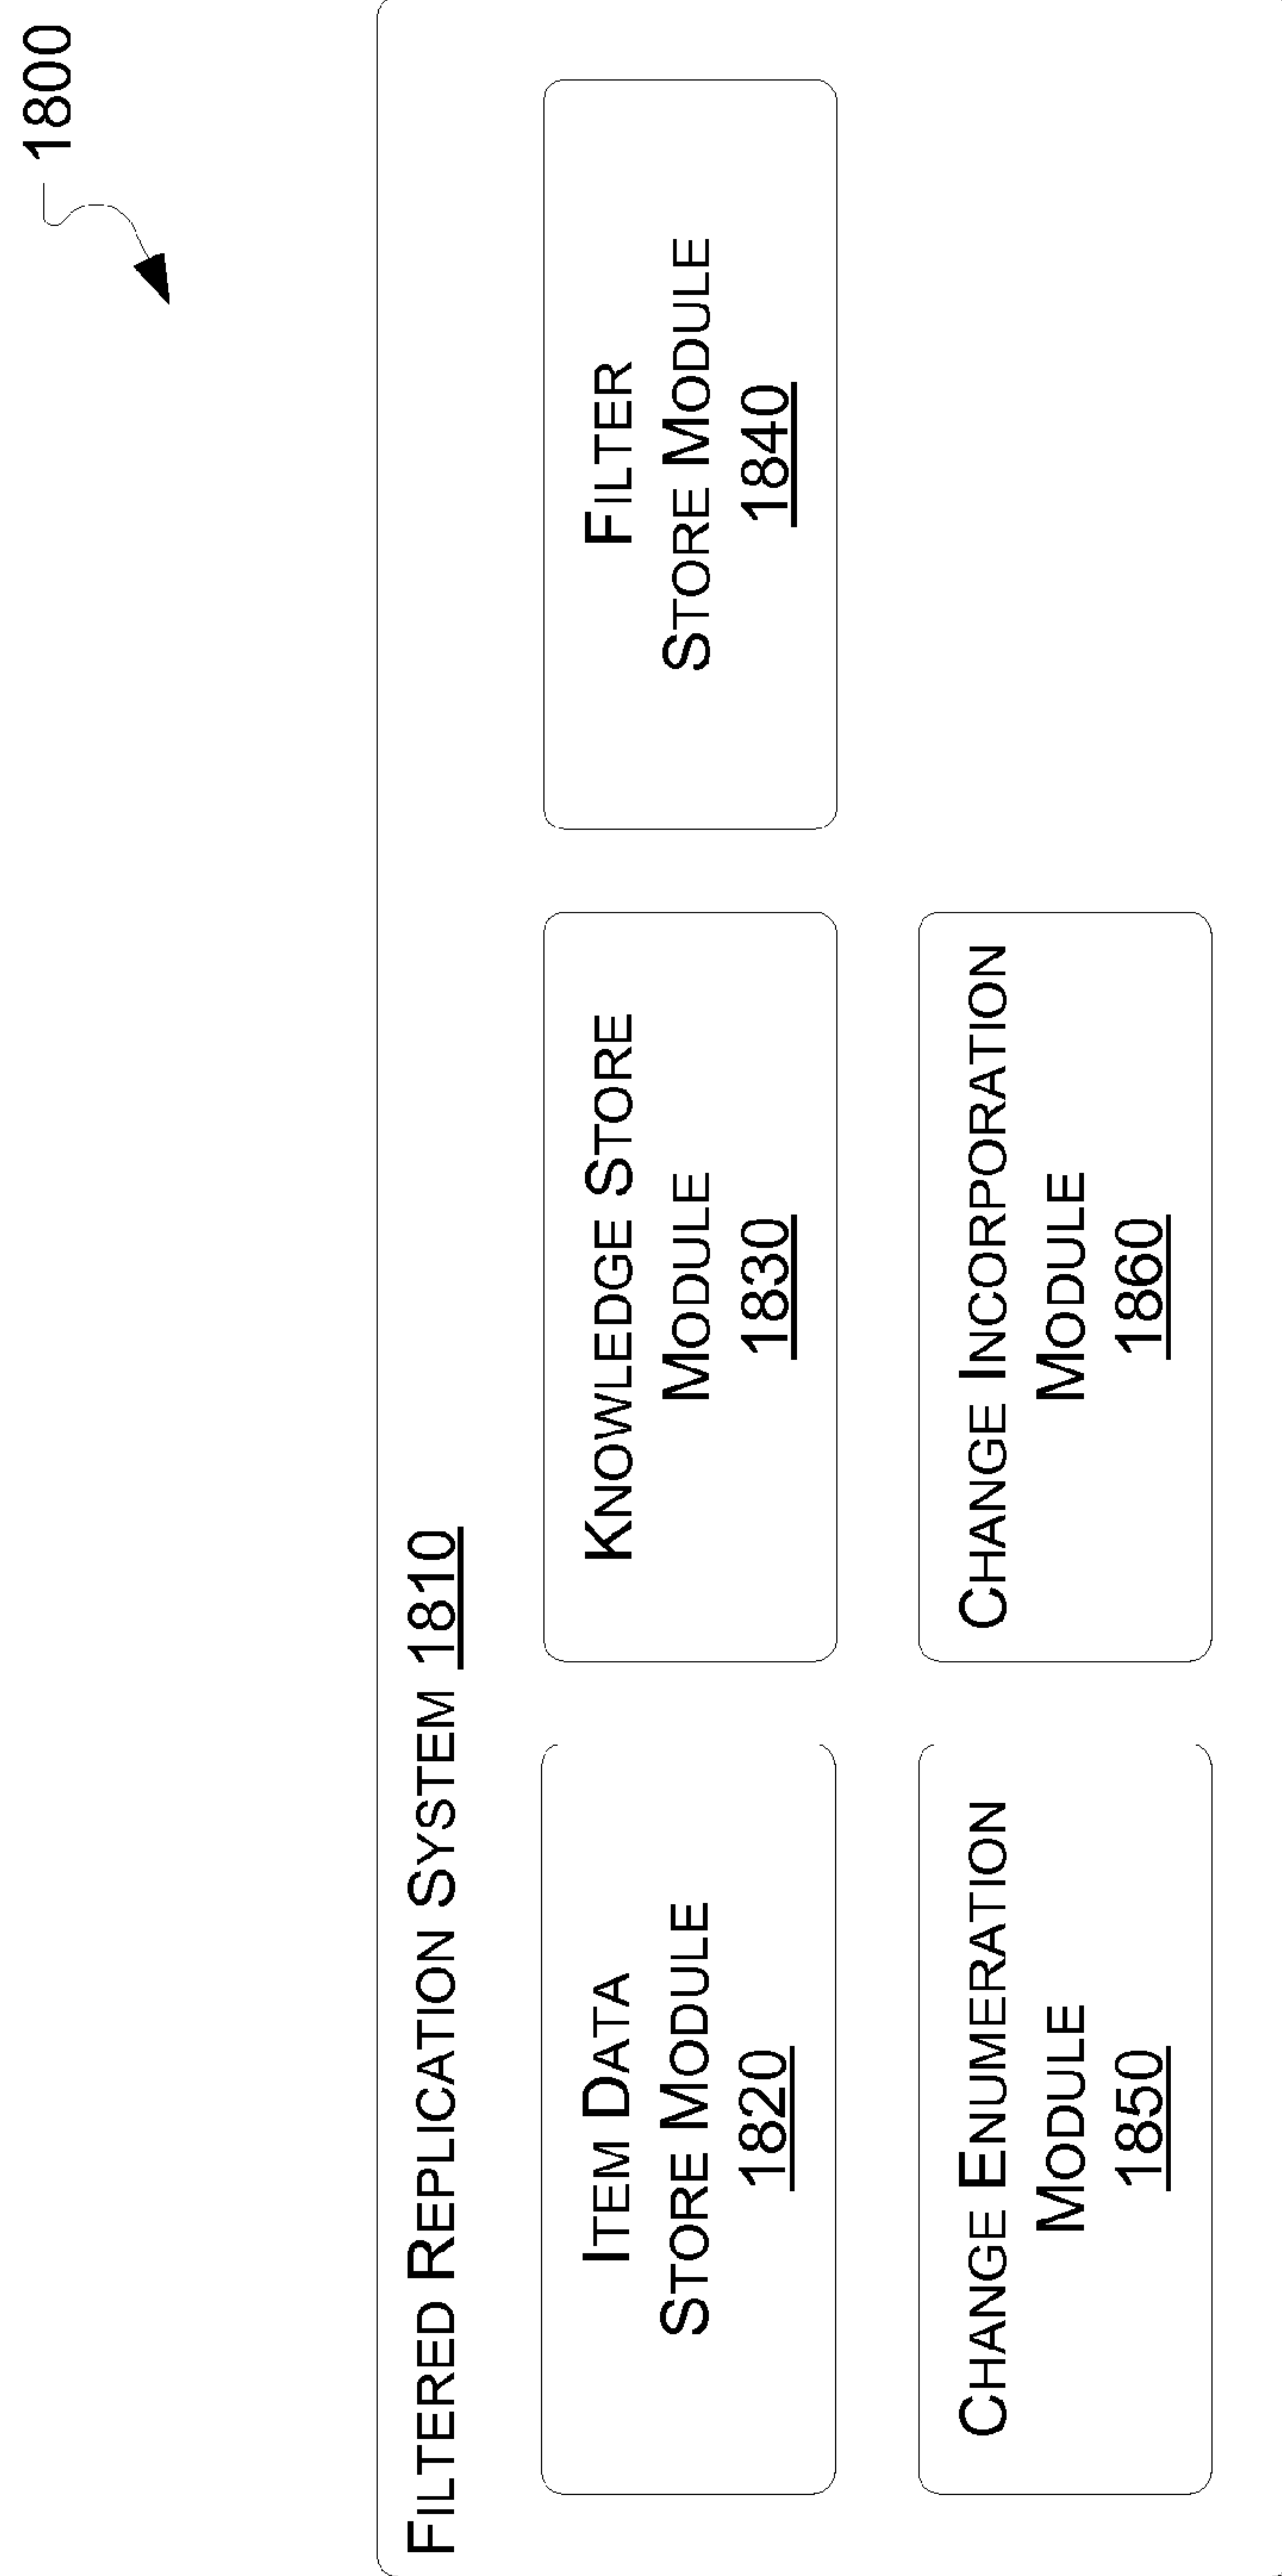 1800
FILTERED REPLICATION SYSTEM 1810
ITEM DATA
STORE MODULE
1820
KNOWLEDGE STORE
MODULE
1830
FILTER
STORE MODULE
1840
CHANGE ENUMERATION
MODULE
1850
CHANGE INCORPORATION
MODULE
1860